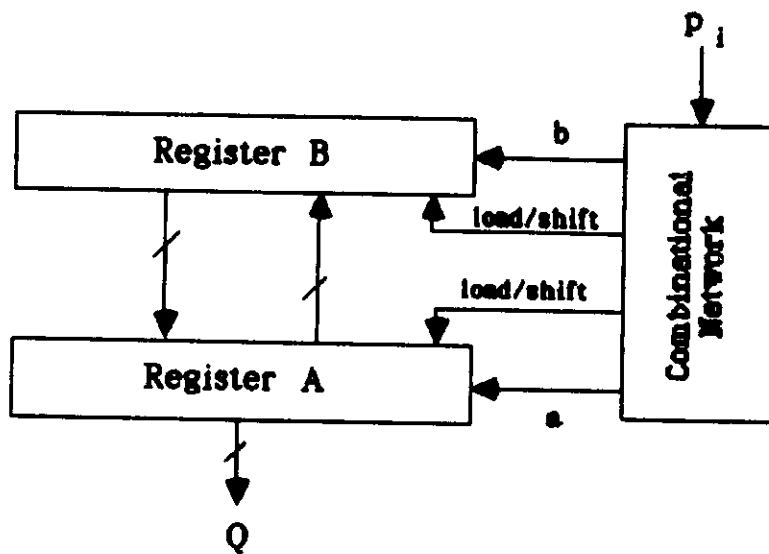 p i
Register B
b
load/shift
Combinational
Network
load/shift
Register A
a
Q